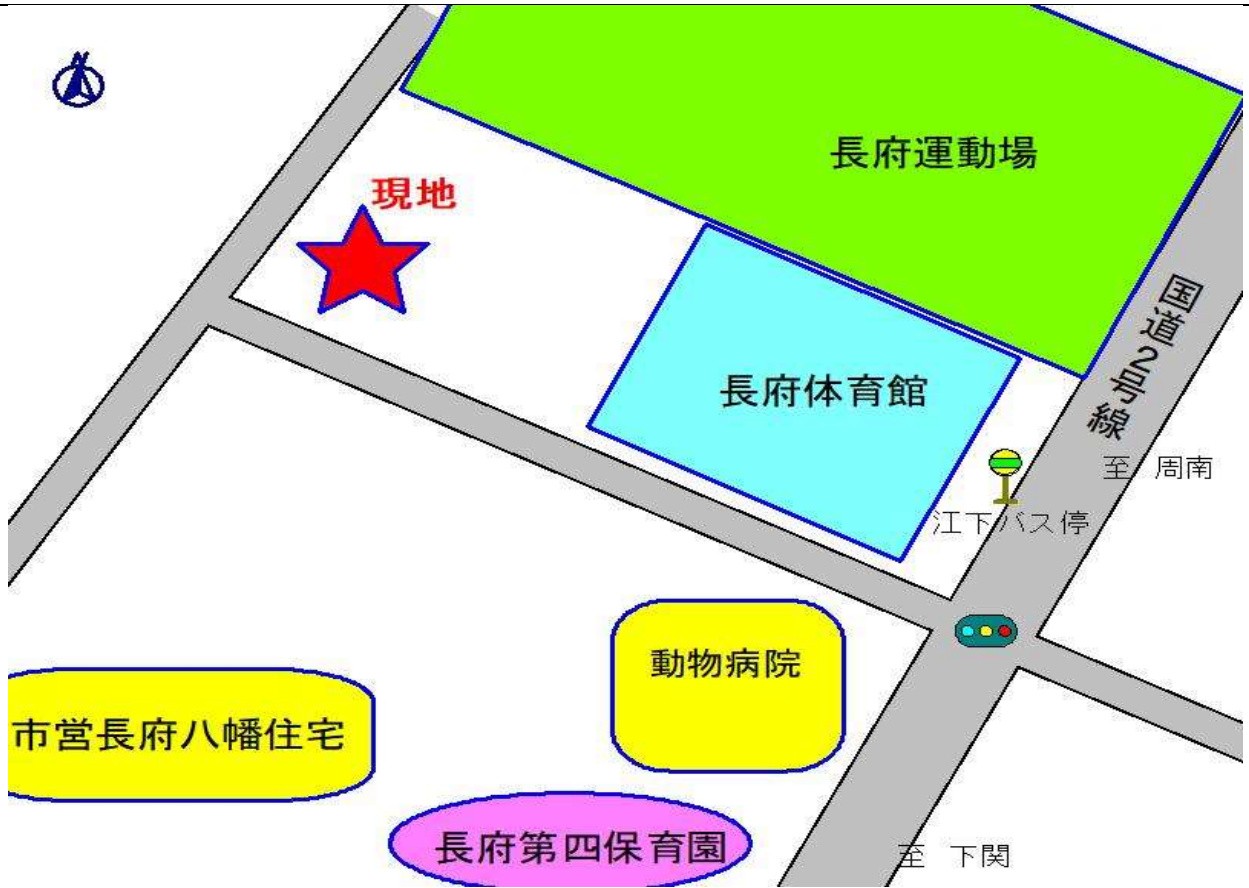 長府運動場
現地
国道2号線
長府体育館
至 周南
江下バス停
動物病院
市営長府八幡住宅
長府第四保育園
至 下関